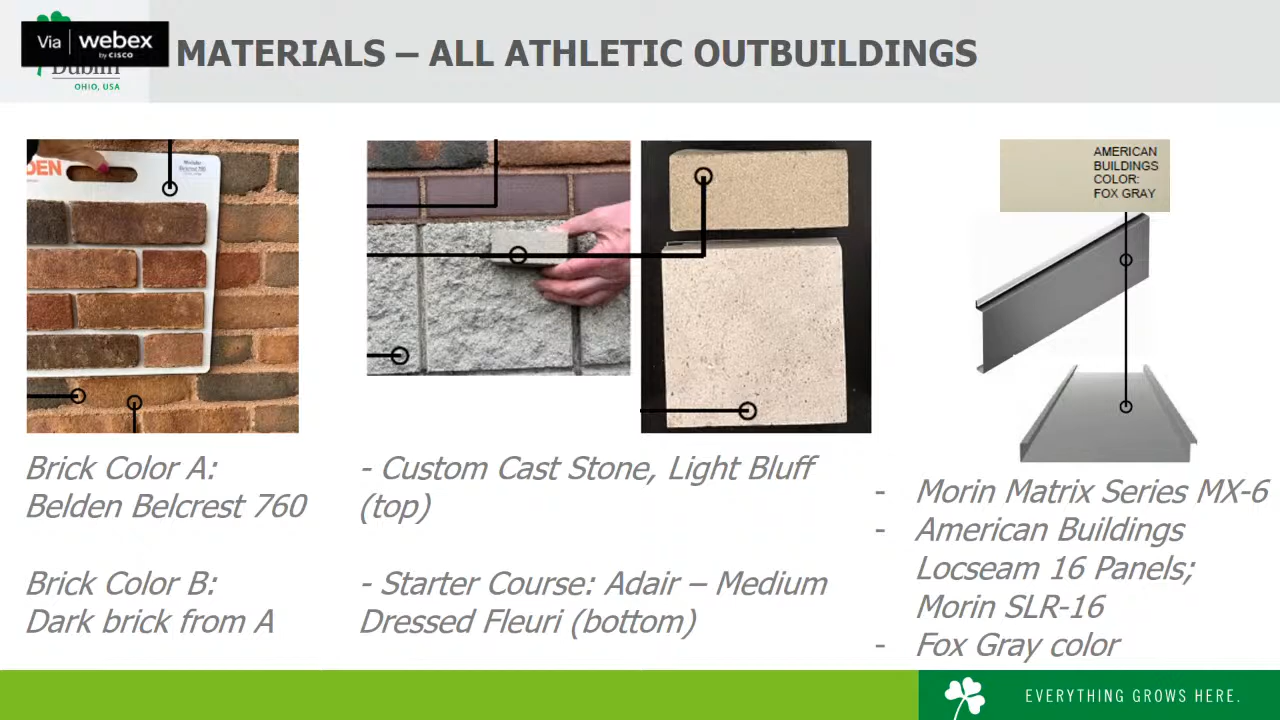 Via webex
by CISCO
Dublin
OHIO, USA
MATERIALS – ALL ATHLETIC OUTBUILDINGS
DEN
AMERICAN
BUILDINGS
COLOR:
FOX GRAY
Brick Color A:
Belden Belcrest 760
Brick Color B:
Dark brick from A
- Custom Cast Stone, Light Bluff
(top)
- Starter Course: Adair – Medium
Dressed Fleuri (bottom)
- Morin Matrix Series MX-6
- American Buildings
Locseam 16 Panels;
Morin SLR-16
- Fox Gray color
EVERYTHING GROWS HERE.